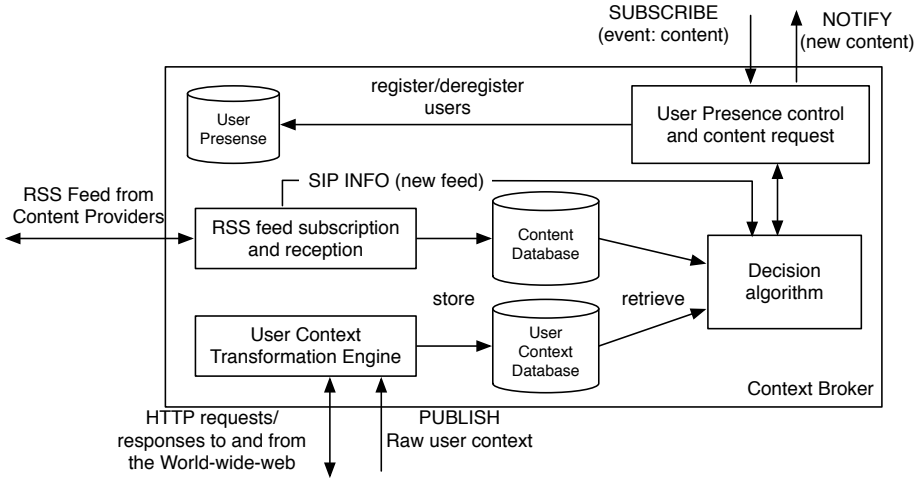 SUBSCRIBE
(event: content)
NOTIFY
(new content)
register/deregister
users
User
Presense
User Presence control
and content request
SIP INFO (new feed)
RSS Feed from
Content Providers
RSS feed subscription
and reception
Content
Database
Decision
algorithm
store
retrieve
User Context
Transformation Engine
User
Context
Database
Context Broker
HTTP requests/
responses to and from
the World-wide-web
PUBLISH
Raw user context